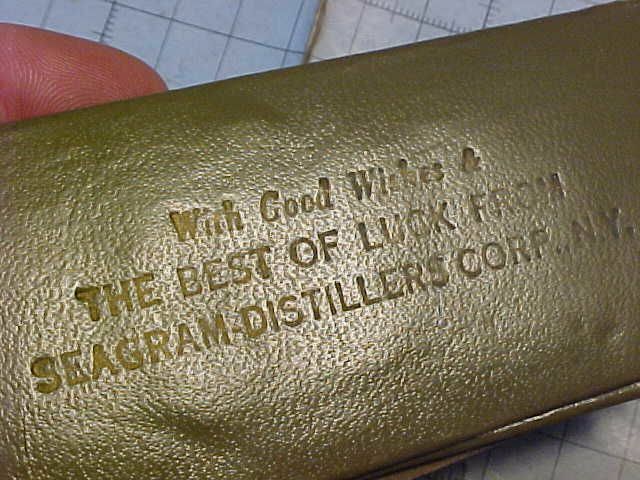 With Good Wishes &
THE BEST OF LUCK FROM
SEAGRAM-DISTILLERS CORP., N.Y.